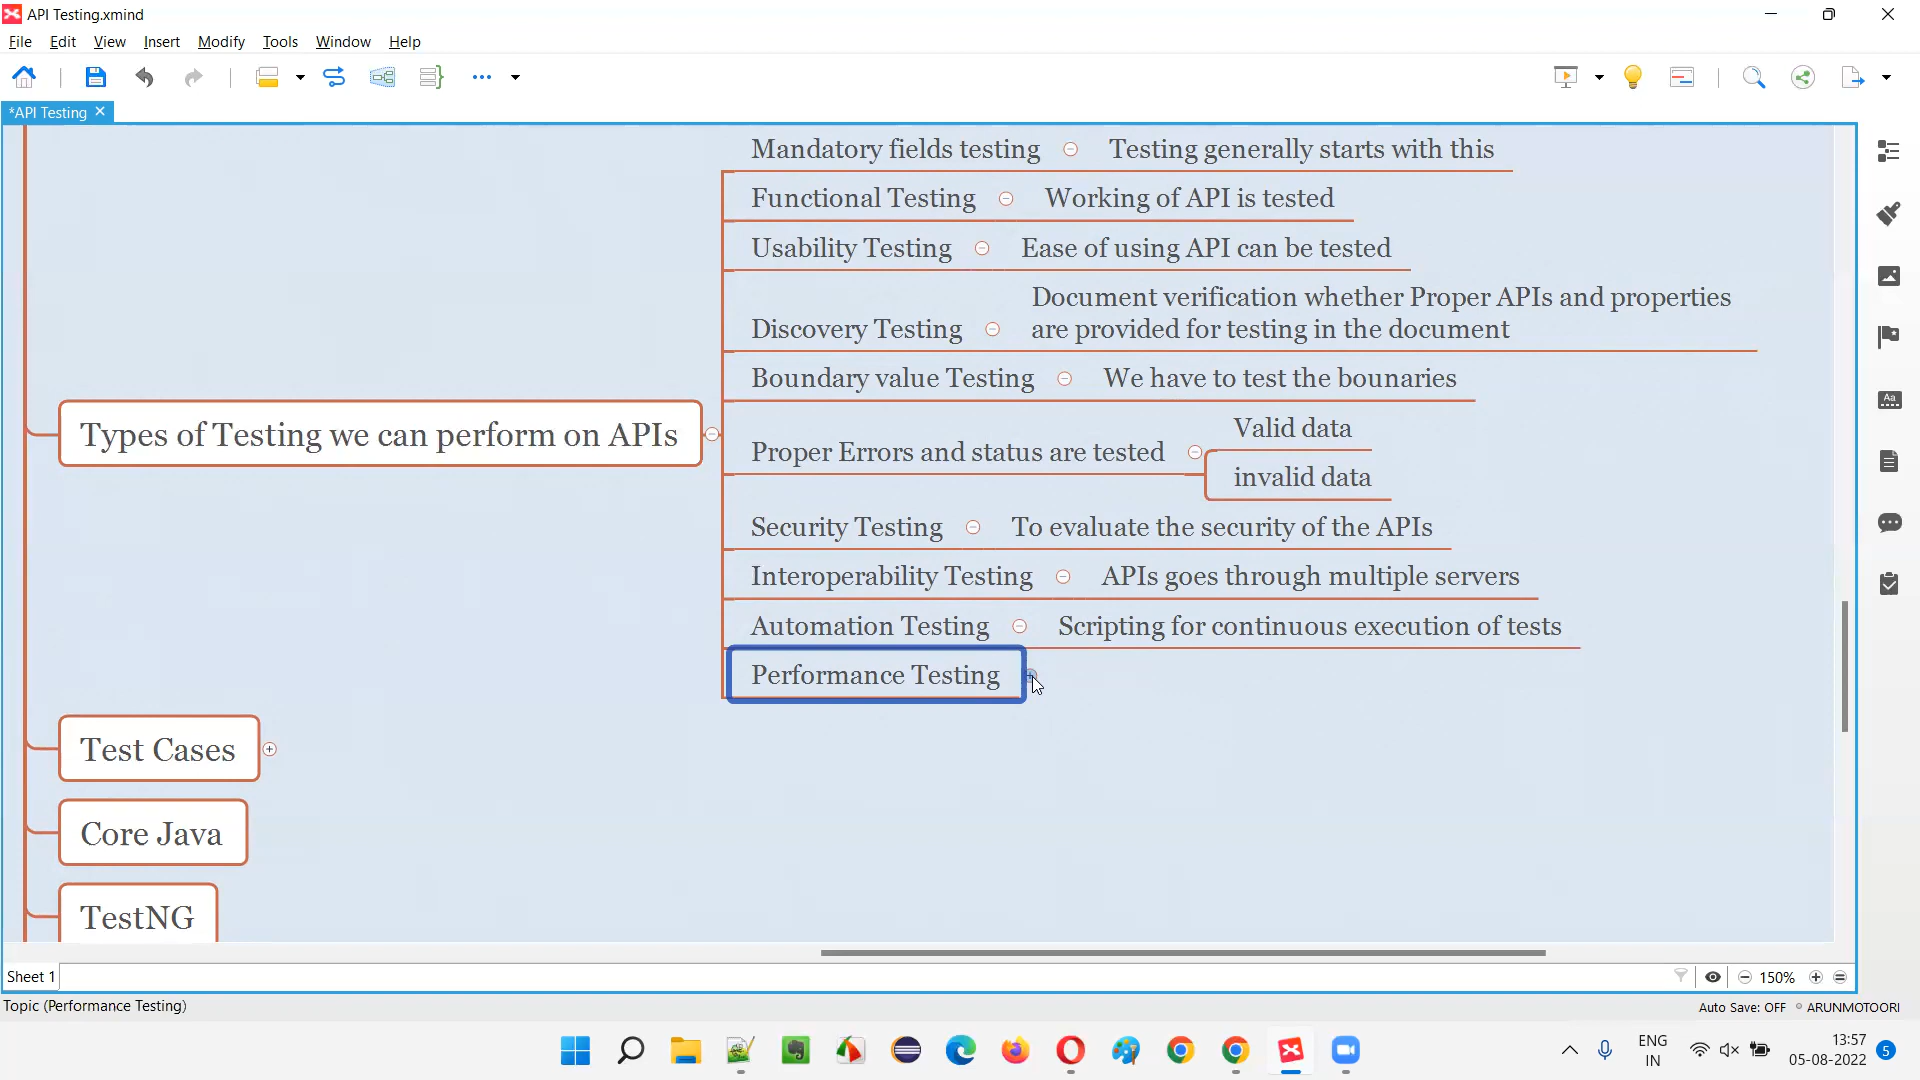 API Testing.xmind
File Edit View Insert Modify Tools Window Help
*API Testing
Mandatory fields testing Testing generally starts with this
Functional Testing Working of API is tested
Usability Testing Ease of using API can be tested
Document verification whether Proper APIs and properties
Discovery Testing are provided for testing in the document
Boundary value Testing We have to test the bounaries
Valid data
Types of Testing we can perform on APIs
Proper Errors and status are tested
invalid data
Security Testing To evaluate the security of the APIs
Interoperability Testing APIs goes through multiple servers
Automation Testing Scripting for continuous execution of tests
Performance Testing
Test Cases
Core Java
TestNG
Sheet 1
150%
Topic (Performance Testing)
Auto Save: OFF ARUNMOTOORI
ENG
IN
13:57
05-08-2022
5
Aa